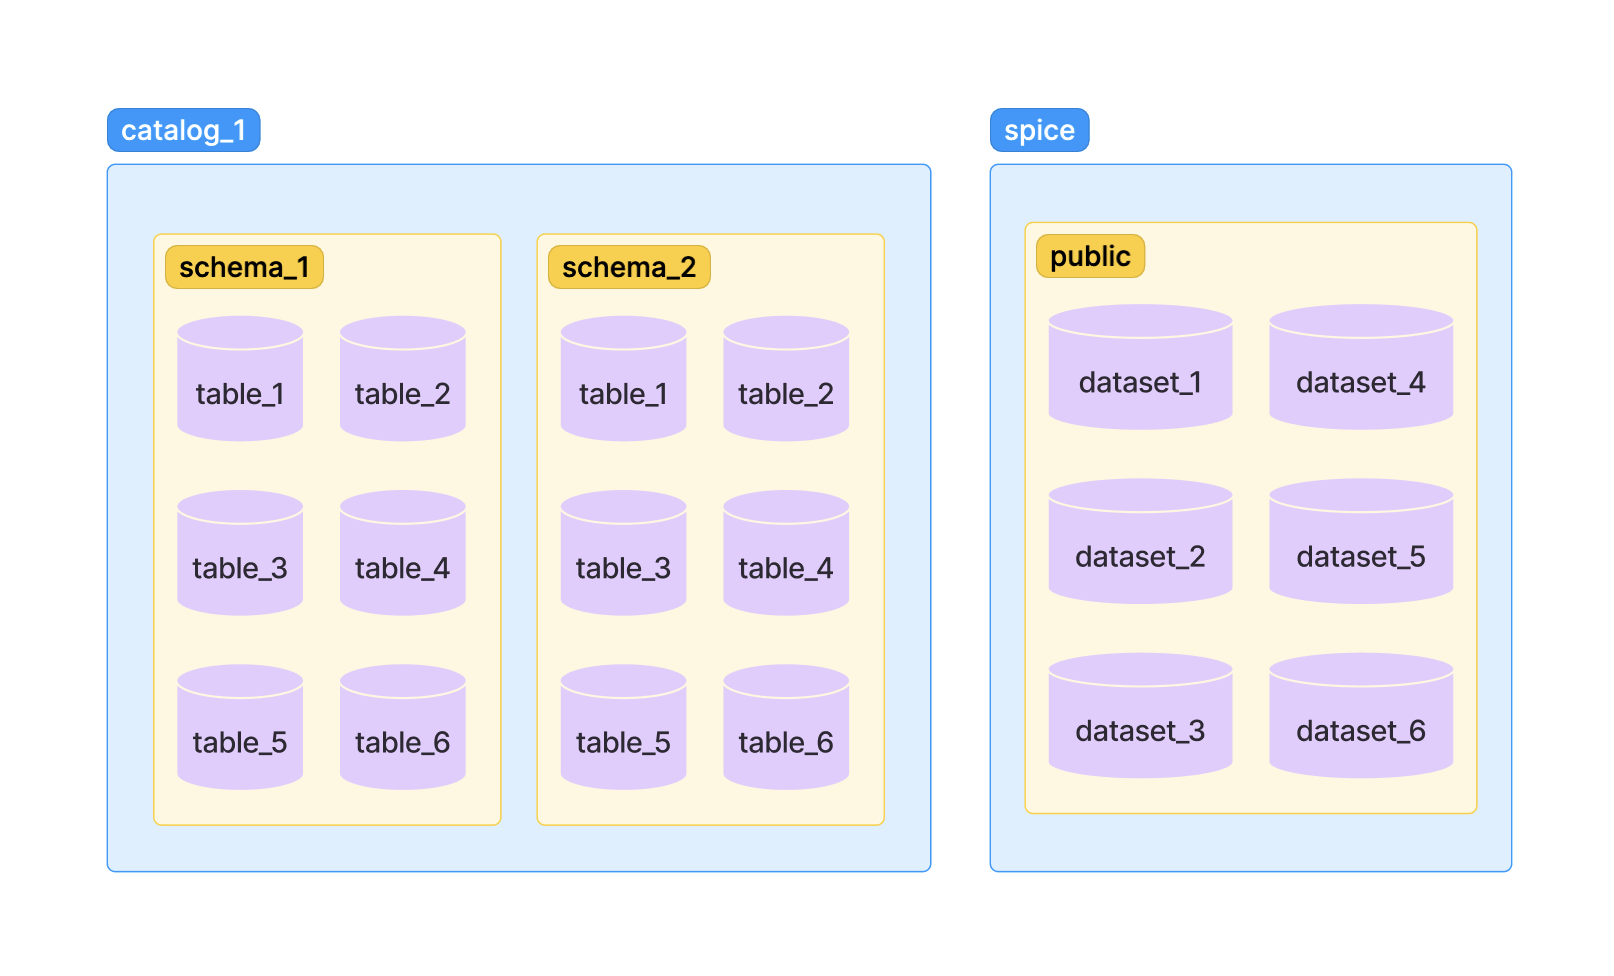 catalog_1
schema_1
table_1
table_2
table_3
table_4
table_5
table_6
schema_2
table_1
table_2
table_3
table_4
table_5
table_6
spice
public
dataset_1
dataset_4
dataset_2
dataset_5
dataset_3
dataset_6